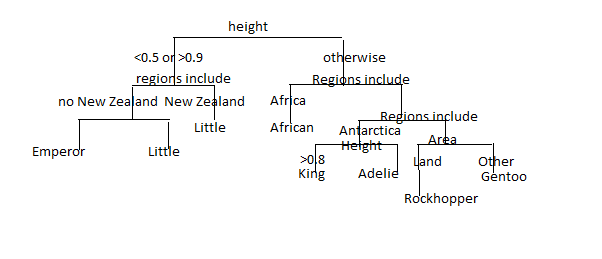 height
<0.5 or >0.9
otherwise
regions include
Regions include
no New Zealand
New Zealand
Africa
Regions include
Little
African
Antarctica
Area
Height
Emperor
Little
>0.8
Land
Other
King
Adelie
Gentoo
Rockhopper